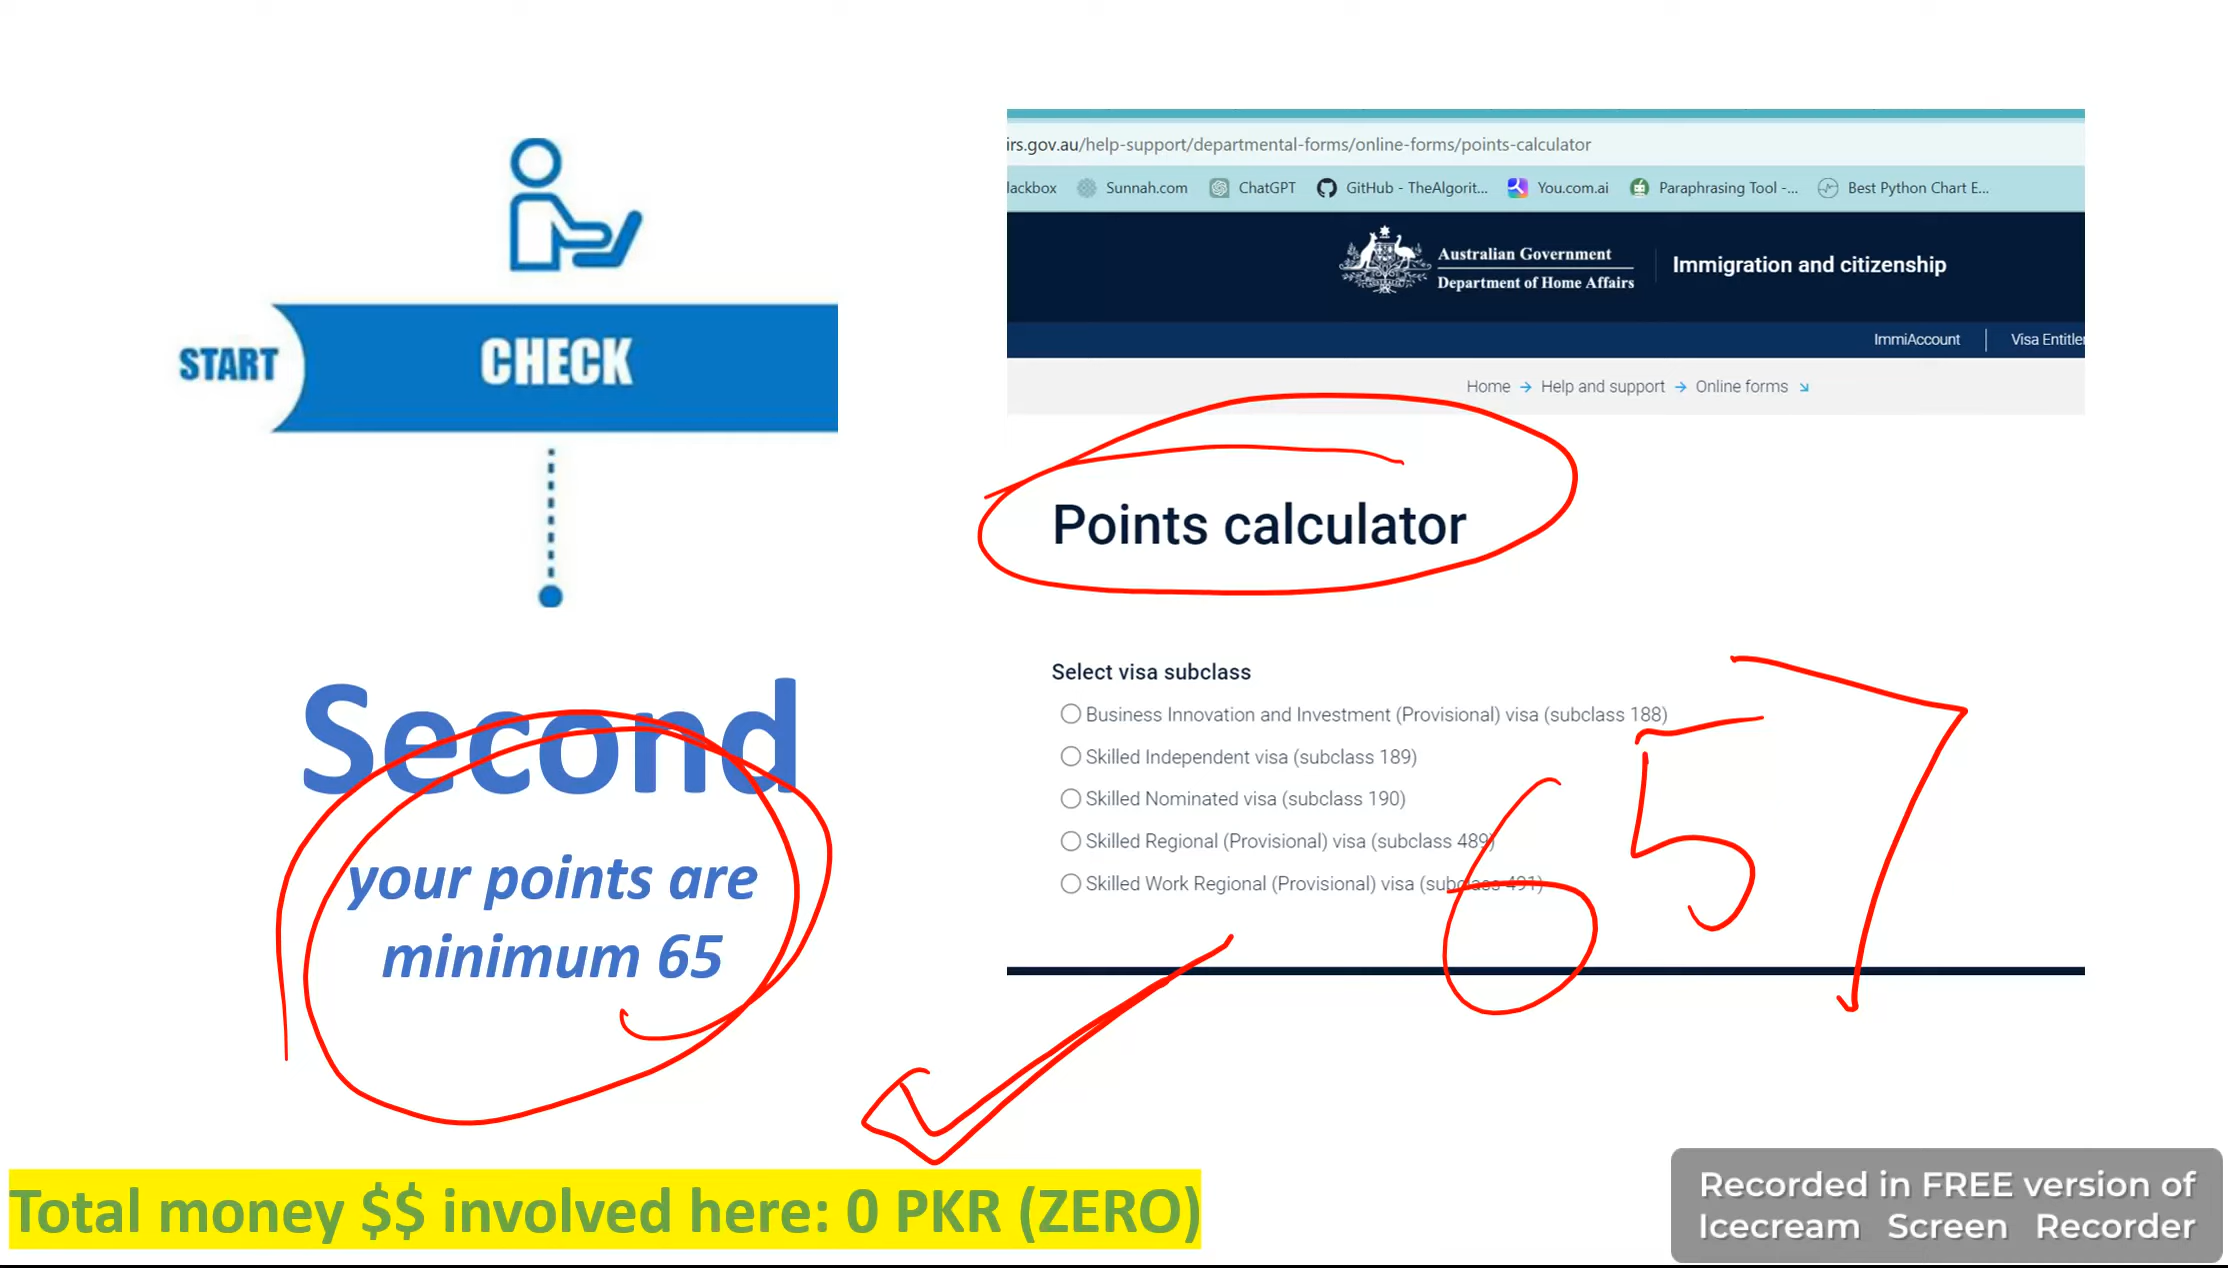 irs.gov.au/help-support/departmental-forms/online-forms/points-calculator
lackbox Sunnah.com ChatGPT GitHub - TheAlgorit... You.com.ai Paraphrasing Tool -... Best Python Chart E...
Australian Government
Department of Home Affairs
Immigration and citizenship
ImmiAccount Visa Entitle
Home Help and support Online forms
START CHECK
Points calculator
Second
your points are
minimum 65
Select visa subclass
Business Innovation and Investment (Provisional) visa (subclass 188)
Skilled Independent visa (subclass 189)
Skilled Nominated visa (subclass 190)
Skilled Regional (Provisional) visa (subclass 489)
Skilled Work Regional (Provisional) visa (subclass 491)
65
Total money $$ involved here: 0 PKR (ZERO)
Recorded in FREE version of
Icecream Screen Recorder